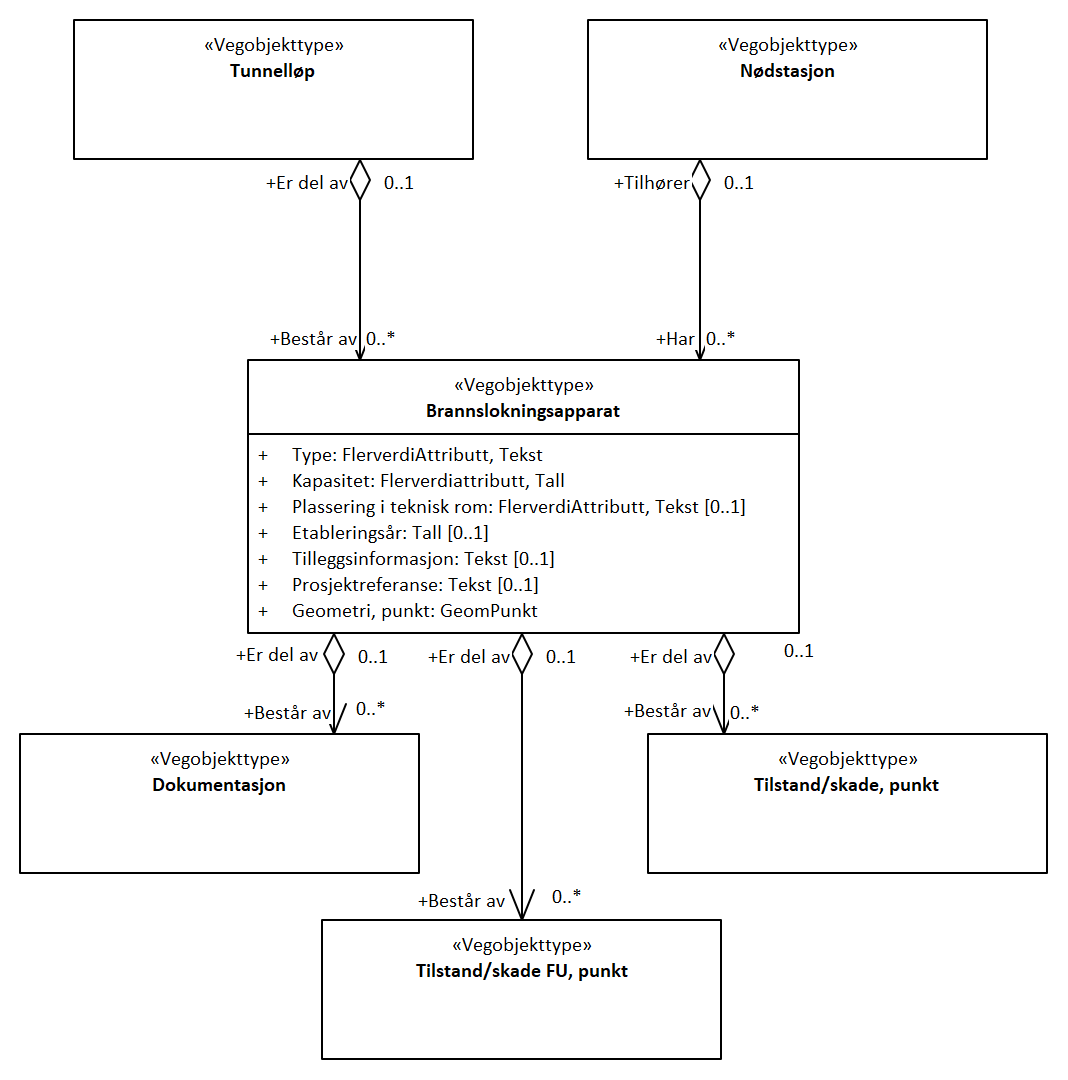 «Vegobjekttype»
Tunnelløp
«Vegobjekttype»
Nødstasjon
+Er del av
0..1
+Tilhører
0..1
+Består av
0..*
+Har
0..*
«Vegobjekttype»
Brannslokningsapparat
+ Type: FlerverdiAttributt, Tekst
+ Kapasitet: Flerverdiattributt, Tall
+ Plassering i teknisk rom: FlerverdiAttributt, Tekst [0..1]
+ Etableringsår: Tall [0..1]
+ Tilleggsinformasjon: Tekst [0..1]
+ Prosjektreferanse: Tekst [0..1]
+ Geometri, punkt: GeomPunkt
+Er del av
0..1
+Er del av
0..1
+Er del av
0..1
+Består av
0..*
+Består av
0..*
«Vegobjekttype»
Dokumentasjon
«Vegobjekttype»
Tilstand/skade, punkt
+Består av
0..*
«Vegobjekttype»
Tilstand/skade FU, punkt